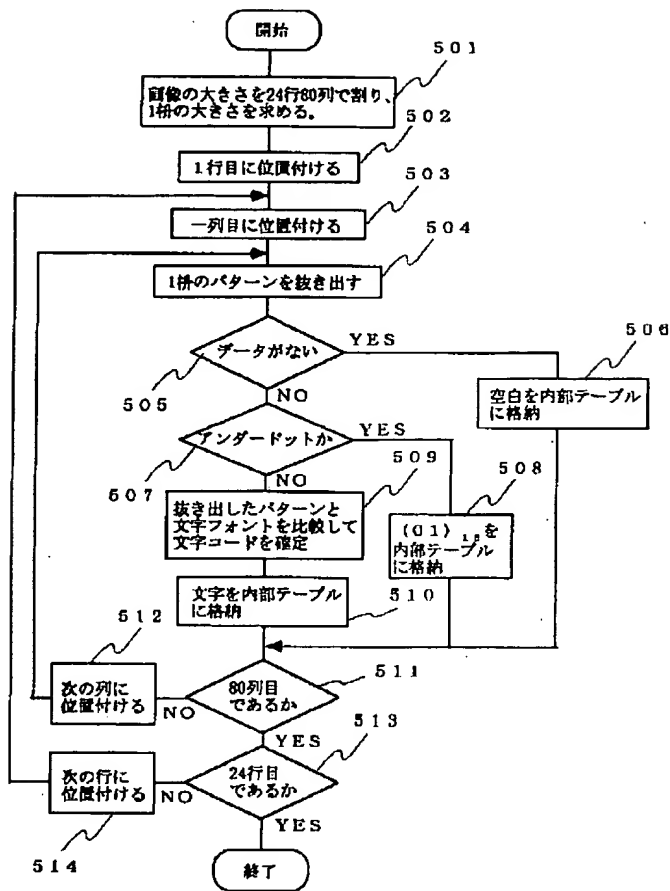 開始
501
画像の大きさを24行80列で割り、
1桝の大きさを求める。
502
1行目に位置付ける
503
一列目に位置付ける
504
1桝のパターンを抜き出す
データがない
YES
505
NO
506
空白を内部テーブル
に格納
アンダードットか
YES
507
NO
509
抜き出したパターンと
文字フォントを比較して
文字コードを確定
508
(01)₁₆を
内部テーブル
に格納
文字を内部テーブル
に格納
510
512
511
次の列に
位置付ける
NO
80列目
であるか
YES
513
次の行に
位置付ける
NO
24行目
であるか
514
YES
終了